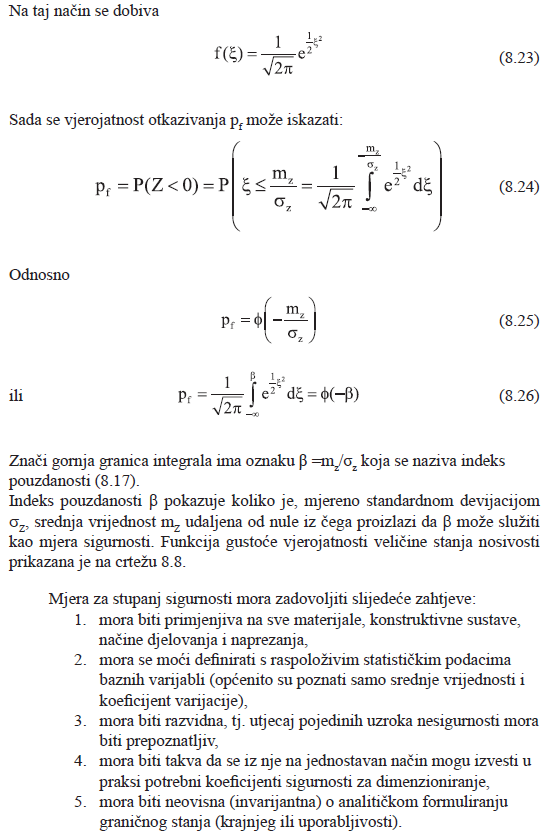 Na taj način se dobiva
f(ξ) = 1/√2π e^{1/2 ξ²} (8.23)
Sada se vjerojatnost otkazivanja p_f može iskazati:
p_f = P(Z < 0) = P( ξ ≤ m_z/σ_z = 1/√2π ∫_{–∞}^{–m_z/σ_z} e^{1/2 ξ²} dξ ) (8.24)
Odnosno
p_f = ϕ( – m_z/σ_z ) (8.25)
ili p_f = 1/√2π ∫_{–∞}^{β} e^{1/2 ξ²} dξ = ϕ(–β) (8.26)
Znači gornja granica integrala ima oznaku β =m_z/σ_z koja se naziva indeks
pouzdanosti (8.17).
Indeks pouzdanosti β pokazuje koliko je, mjereno standardnom devijacijom
σ_Z, srednja vrijednost m_Z udaljena od nule iz čega proizlazi da β može služiti
kao mjera sigurnosti. Funkcija gustoće vjerojatnosti veličine stanja nosivosti
prikazana je na crtežu 8.8.
Mjera za stupanj sigurnosti mora zadovoljiti slijedeće zahtjeve:
1. mora biti primjenjiva na sve materijale, konstruktivne sustave,
načine djelovanja i naprezanja,
2. mora se moći definirati s raspoloživim statističkim podacima
baznih varijabli (općenito su poznati samo srednje vrijednosti i
koeficijent varijacije),
3. mora biti razvidna, tj. utjecaj pojedinih uzroka nesigurnosti mora
biti prepoznatljiv,
4. mora biti takva da se iz nje na jednostavan način mogu izvesti u
praksi potrebni koeficijenti sigurnosti za dimenzioniranje,
5. mora biti neovisna (invarijantna) o analitičkom formuliranju
graničnog stanja (krajnjeg ili uporabljivosti).